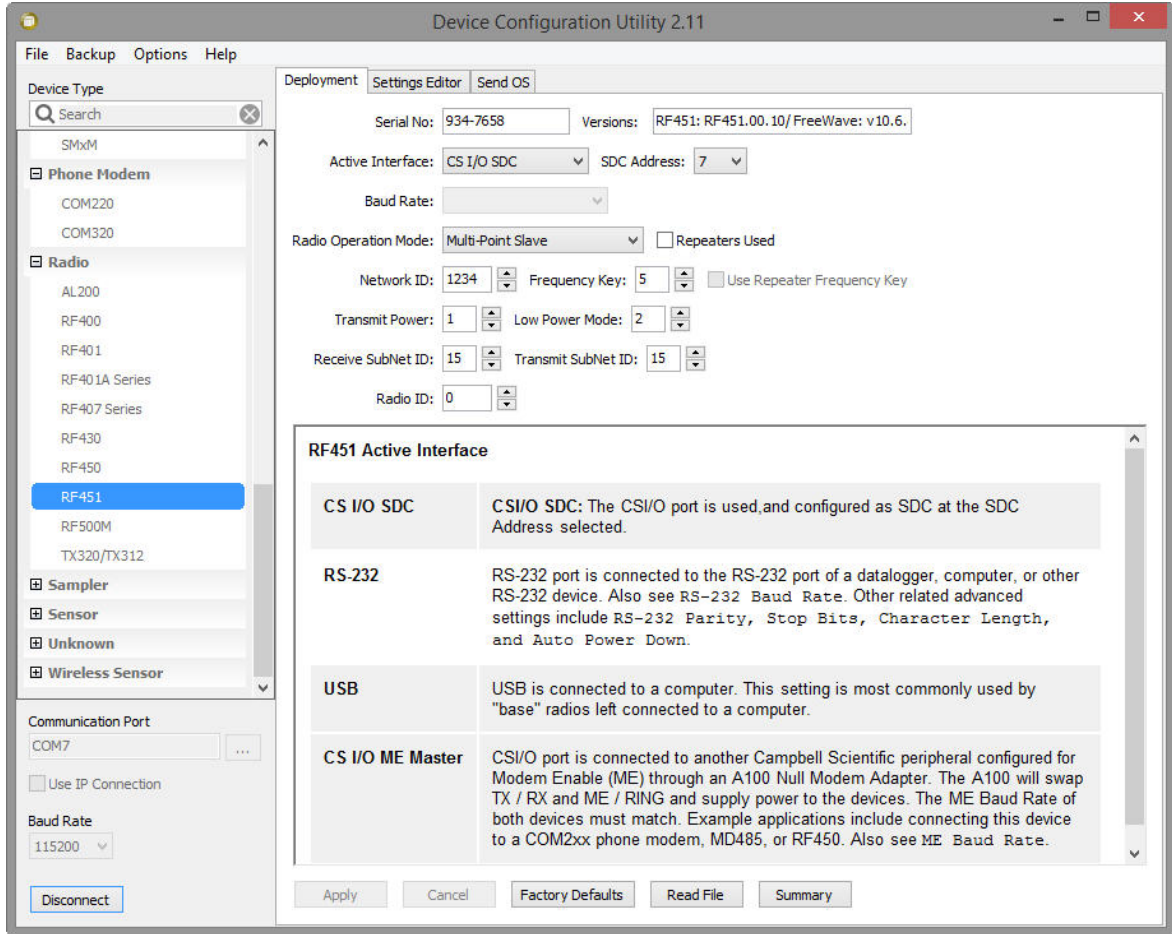 Device Configuration Utility 2.11
File Backup Options Help
Device Type
Search
SMxM
Phone Modem
COM220
COM320
Radio
AL200
RF400
RF401
RF401A Series
RF407 Series
RF430
RF450
RF451
RF500M
TX320/TX312
Sampler
Sensor
Unknown
Wireless Sensor
Communication Port
COM7
...
Use IP Connection
Baud Rate
115200
Disconnect
Deployment Settings Editor Send OS
Serial No: 934-7658 Versions: RF451: RF451.00.10/ FreeWave: v10.6.
Active Interface: CS I/O SDC SDC Address: 7
Baud Rate:
Radio Operation Mode: Multi-Point Slave Repeaters Used
Network ID: 1234 Frequency Key: 5 Use Repeater Frequency Key
Transmit Power: 1 Low Power Mode: 2
Receive SubNet ID: 15 Transmit SubNet ID: 15
Radio ID: 0
RF451 Active Interface
CS I/O SDC CSI/O SDC: The CSI/O port is used,and configured as SDC at the SDC
Address selected.
RS-232 RS-232 port is connected to the RS-232 port of a datalogger, computer, or other
RS-232 device. Also see RS-232 Baud Rate. Other related advanced
settings include RS-232 Parity, Stop Bits, Character Length,
and Auto Power Down.
USB USB is connected to a computer. This setting is most commonly used by
"base" radios left connected to a computer.
CS I/O ME Master CSI/O port is connected to another Campbell Scientific peripheral configured for
Modem Enable (ME) through an A100 Null Modem Adapter. The A100 will swap
TX / RX and ME / RING and supply power to the devices. The ME Baud Rate of
both devices must match. Example applications include connecting this device
to a COM2xx phone modem, MD485, or RF450. Also see ME Baud Rate.
Apply Cancel Factory Defaults Read File Summary